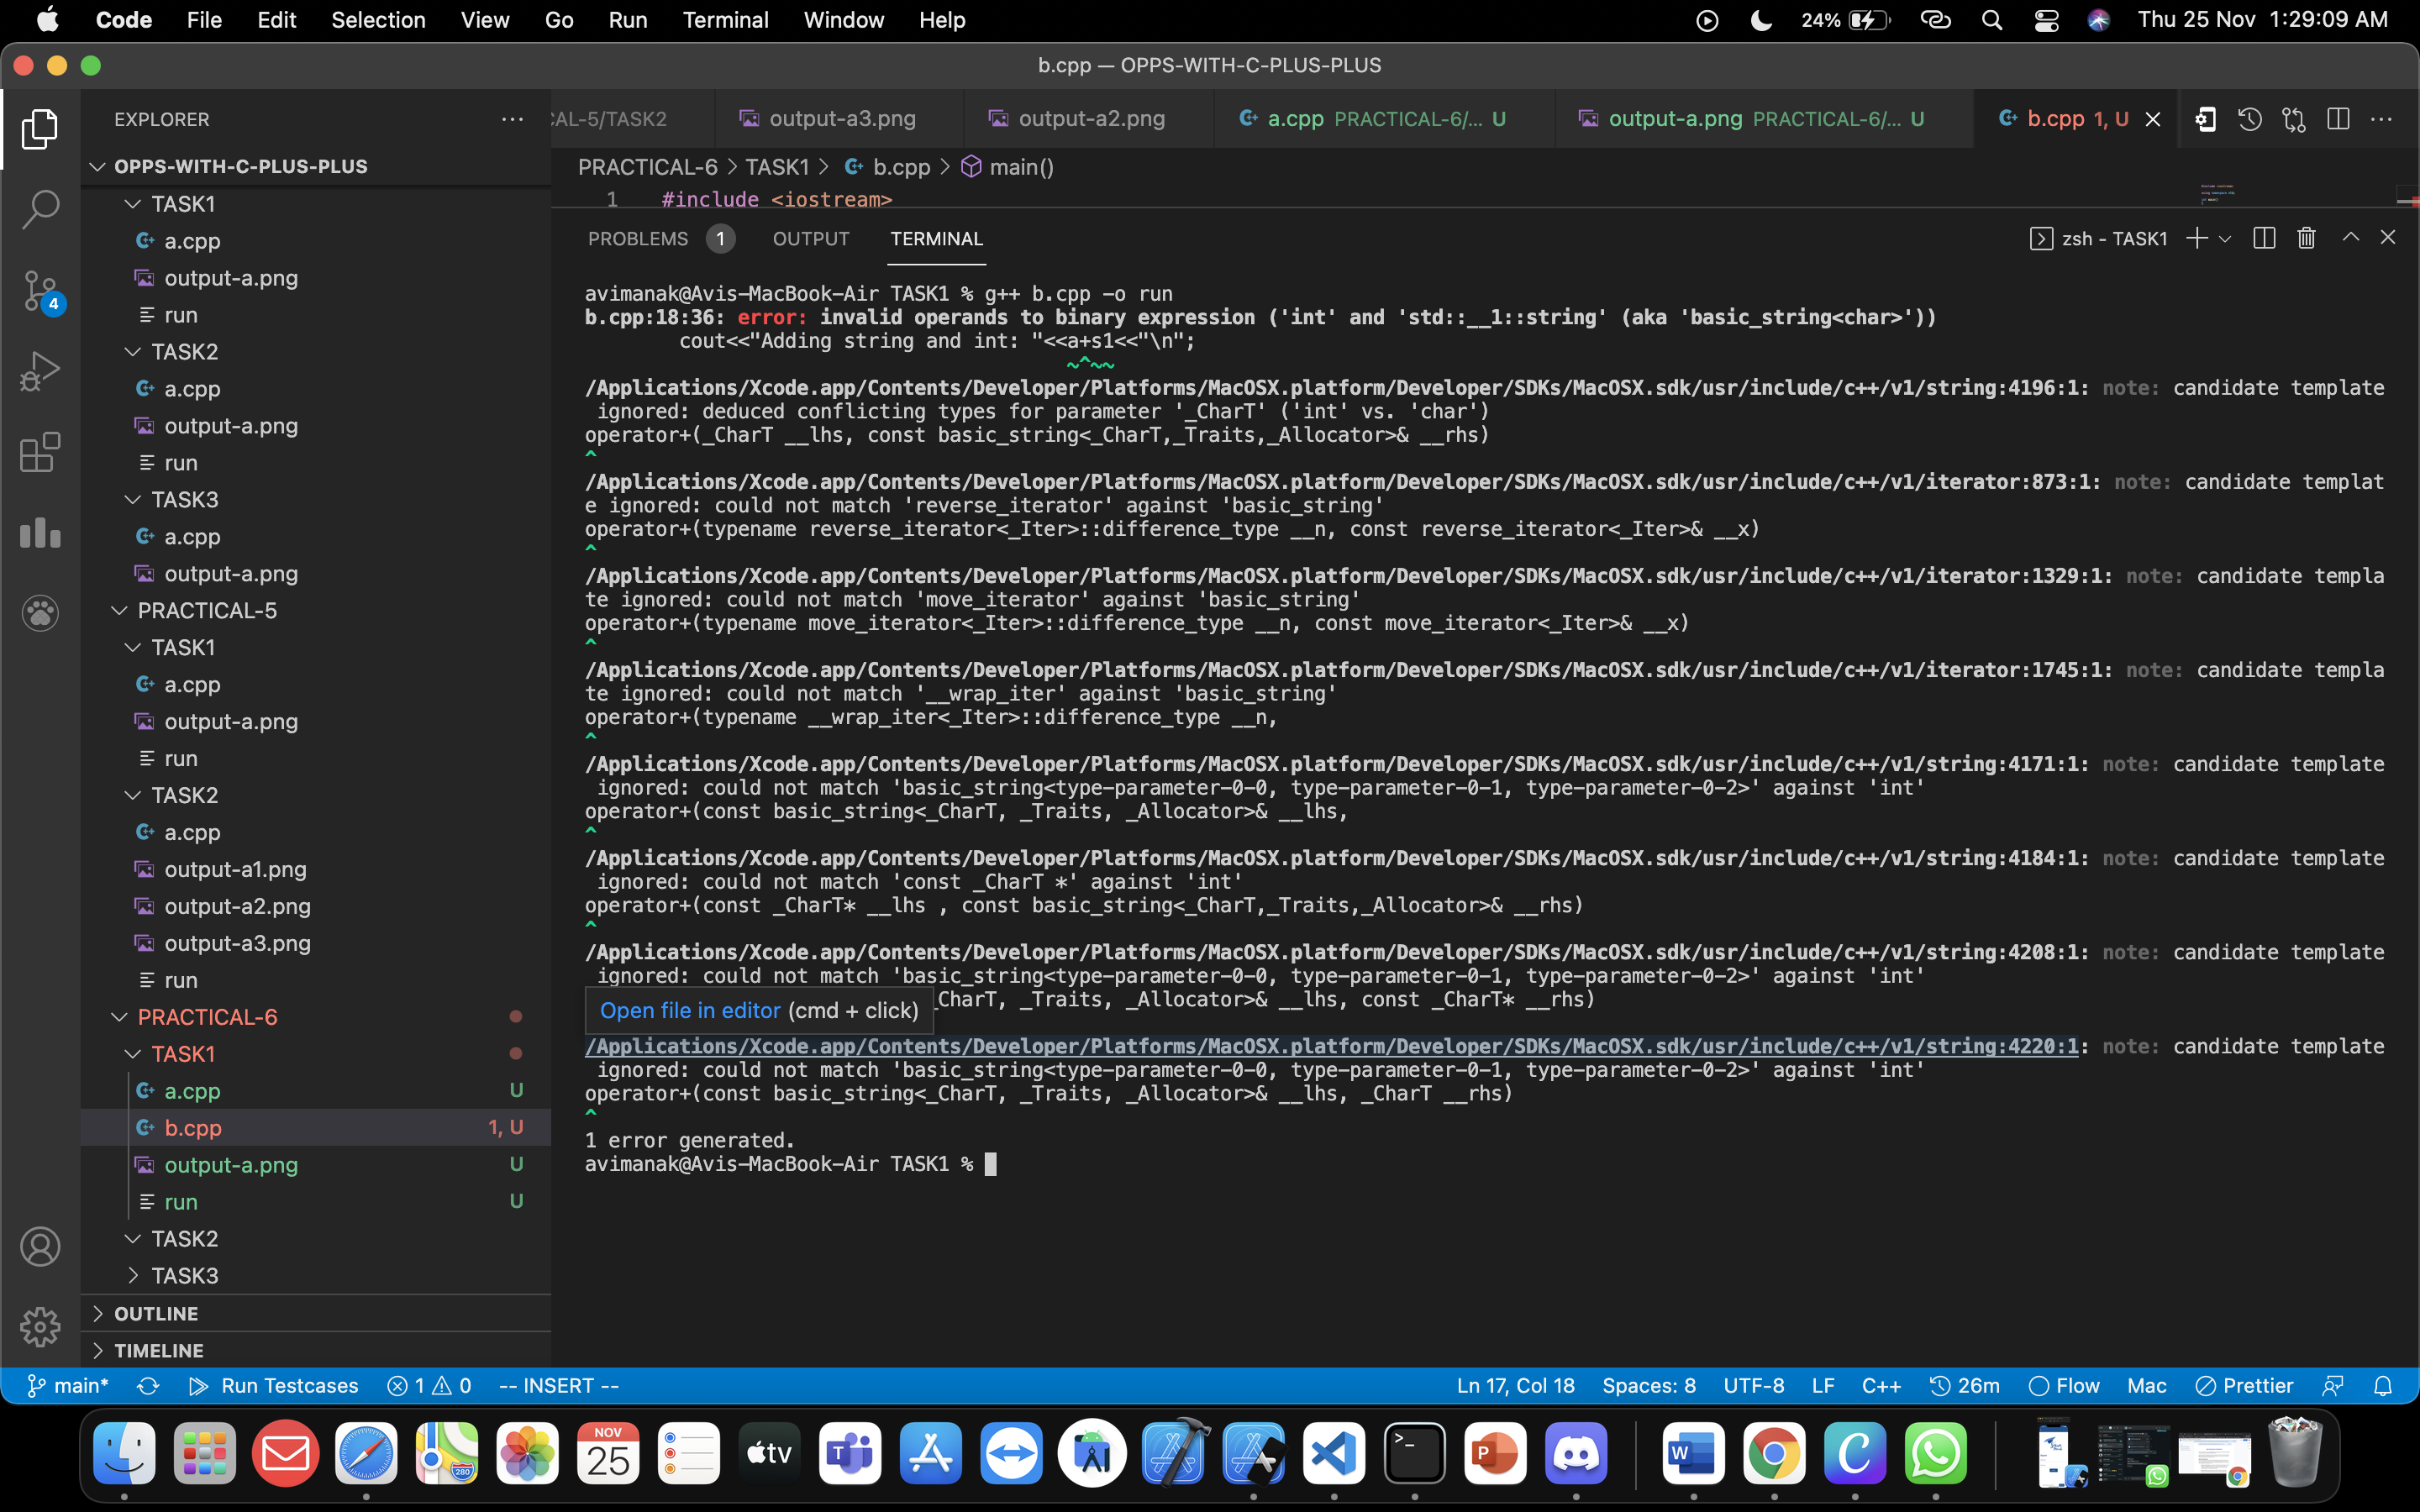 Code File Edit Selection View Go Run Terminal Window Help 24% Thu 25 Nov 1:29:09 AM
b.cpp — OPPS-WITH-C-PLUS-PLUS
EXPLORER
CAL-5/TASK2 output-a3.png output-a2.png a.cpp PRACTICAL-6/... U output-a.png PRACTICAL-6/... U b.cpp 1, U
OPPS-WITH-C-PLUS-PLUS
TASK1
a.cpp
output-a.png
run
TASK2
a.cpp
output-a.png
run
TASK3
a.cpp
output-a.png
PRACTICAL-5
TASK1
a.cpp
output-a.png
run
TASK2
a.cpp
output-a1.png
output-a2.png
output-a3.png
run
PRACTICAL-6
TASK1
a.cpp U
b.cpp 1, U
output-a.png U
run U
TASK2
TASK3
OUTLINE
TIMELINE
4
PRACTICAL-6 > TASK1 > b.cpp > main()
1 #include <iostream>
PROBLEMS 1 OUTPUT TERMINAL zsh - TASK1
avimanak@Avis-MacBook-Air TASK1 % g++ b.cpp -o run
b.cpp:18:36: error: invalid operands to binary expression ('int' and 'std::__1::string' (aka 'basic_string<char>'))
cout<<"Adding string and int: "<<a+s1<<"\n";
~^~~
/Applications/Xcode.app/Contents/Developer/Platforms/MacOSX.platform/Developer/SDKs/MacOSX.sdk/usr/include/c++/v1/string:4196:1: note: candidate template
ignored: deduced conflicting types for parameter '_CharT' ('int' vs. 'char')
operator+(_CharT __lhs, const basic_string<_CharT,_Traits,_Allocator>& __rhs)
^
/Applications/Xcode.app/Contents/Developer/Platforms/MacOSX.platform/Developer/SDKs/MacOSX.sdk/usr/include/c++/v1/iterator:873:1: note: candidate templat
e ignored: could not match 'reverse_iterator' against 'basic_string'
operator+(typename reverse_iterator<_Iter>::difference_type __n, const reverse_iterator<_Iter>& __x)
^
/Applications/Xcode.app/Contents/Developer/Platforms/MacOSX.platform/Developer/SDKs/MacOSX.sdk/usr/include/c++/v1/iterator:1329:1: note: candidate templa
te ignored: could not match 'move_iterator' against 'basic_string'
operator+(typename move_iterator<_Iter>::difference_type __n, const move_iterator<_Iter>& __x)
^
/Applications/Xcode.app/Contents/Developer/Platforms/MacOSX.platform/Developer/SDKs/MacOSX.sdk/usr/include/c++/v1/iterator:1745:1: note: candidate templa
te ignored: could not match '__wrap_iter' against 'basic_string'
operator+(typename __wrap_iter<_Iter>::difference_type __n,
^
/Applications/Xcode.app/Contents/Developer/Platforms/MacOSX.platform/Developer/SDKs/MacOSX.sdk/usr/include/c++/v1/string:4171:1: note: candidate template
ignored: could not match 'basic_string<type-parameter-0-0, type-parameter-0-1, type-parameter-0-2>' against 'int'
operator+(const basic_string<_CharT, _Traits, _Allocator>& __lhs,
^
/Applications/Xcode.app/Contents/Developer/Platforms/MacOSX.platform/Developer/SDKs/MacOSX.sdk/usr/include/c++/v1/string:4184:1: note: candidate template
ignored: could not match 'const _CharT *' against 'int'
operator+(const _CharT* __lhs , const basic_string<_CharT,_Traits,_Allocator>& __rhs)
^
/Applications/Xcode.app/Contents/Developer/Platforms/MacOSX.platform/Developer/SDKs/MacOSX.sdk/usr/include/c++/v1/string:4208:1: note: candidate template
ignored: could not match 'basic_string<type-parameter-0-0, type-parameter-0-1, type-parameter-0-2>' against 'int'
_CharT, _Traits, _Allocator>& __lhs, const _CharT* __rhs)
Open file in editor (cmd + click)
/Applications/Xcode.app/Contents/Developer/Platforms/MacOSX.platform/Developer/SDKs/MacOSX.sdk/usr/include/c++/v1/string:4220:1: note: candidate template
ignored: could not match 'basic_string<type-parameter-0-0, type-parameter-0-1, type-parameter-0-2>' against 'int'
operator+(const basic_string<_CharT, _Traits, _Allocator>& __lhs, _CharT __rhs)
^
1 error generated.
avimanak@Avis-MacBook-Air TASK1 %
main* Run Testcases 1 0 -- INSERT -- Ln 17, Col 18 Spaces: 8 UTF-8 LF C++ 26m Flow Mac Prettier
280 NOV 25 tv T >_ P W C